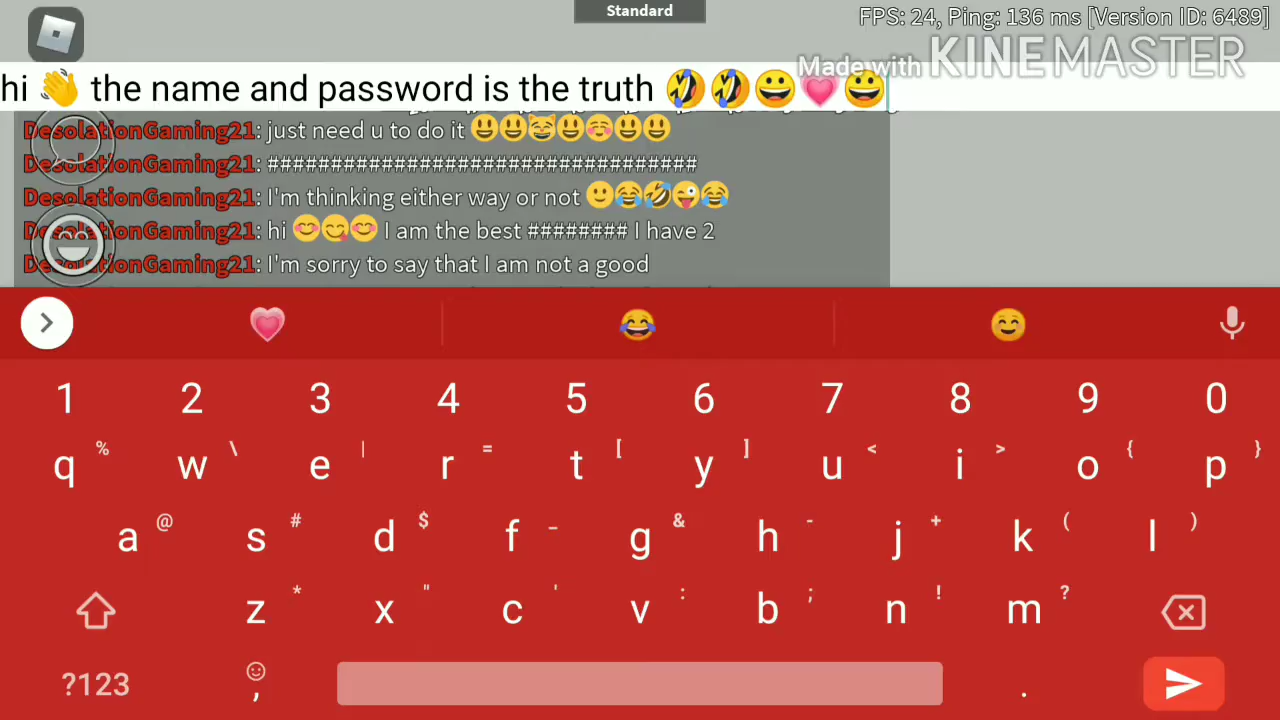 Standard
FPS: 24, Ping: 136 ms [Version ID: 6489]
Made with KINEMASTER
hi 👋 the name and password is the truth 🤣🤣😀💗😀
DesolationGaming21: just need u to do it 😃😃😹😃☺️😃😃
DesolationGaming21: ##############################
DesolationGaming21: I'm thinking either way or not 🙂😂🤣😜😂
DesolationGaming21: hi 😊😋😊 I am the best ######## I have 2
DesolationGaming21: I'm sorry to say that I am not a good
💗 😂 ☺️
1 2 3 4 5 6 7 8 9 0
q % w \ e | r = t [ y ] u < i > o { p }
a @ s # d $ f _ g & h - j + k ( l )
z * x " c ' v : b ; n ! m ?
?123 , .